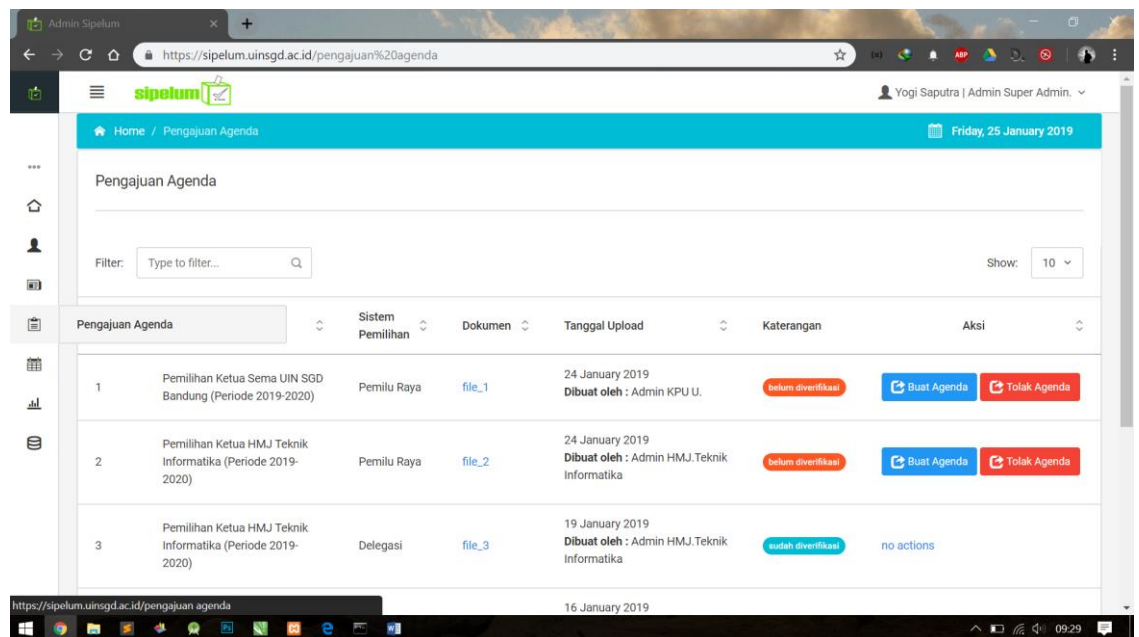 Admin Sipelum
https://sipelum.uinsgd.ac.id/pengajuan%20agenda
ABP
sipelum
Yogi Saputra | Admin Super Admin.
Home / Pengajuan Agenda
Friday, 25 January 2019
Pengajuan Agenda
Filter:
Type to filter...
Show:
10
Pengajuan Agenda
Sistem
Pemilihan
Dokumen
Tanggal Upload
Katerangan
Aksi
1
Pemilihan Ketua Sema UIN SGD
Bandung (Periode 2019-2020)
Pemilu Raya
file_1
24 January 2019
Dibuat oleh : Admin KPU U.
belum diverifikasi
Buat Agenda
Tolak Agenda
2
Pemilihan Ketua HMJ Teknik
Informatika (Periode 2019-
2020)
Pemilu Raya
file_2
24 January 2019
Dibuat oleh : Admin HMJ.Teknik
Informatika
belum diverifikasi
Buat Agenda
Tolak Agenda
3
Pemilihan Ketua HMJ Teknik
Informatika (Periode 2019-
2020)
Delegasi
file_3
19 January 2019
Dibuat oleh : Admin HMJ.Teknik
Informatika
sudah diverifikasi
no actions
16 January 2019
https://sipelum.uinsgd.ac.id/pengajuan agenda
Ps
09:29